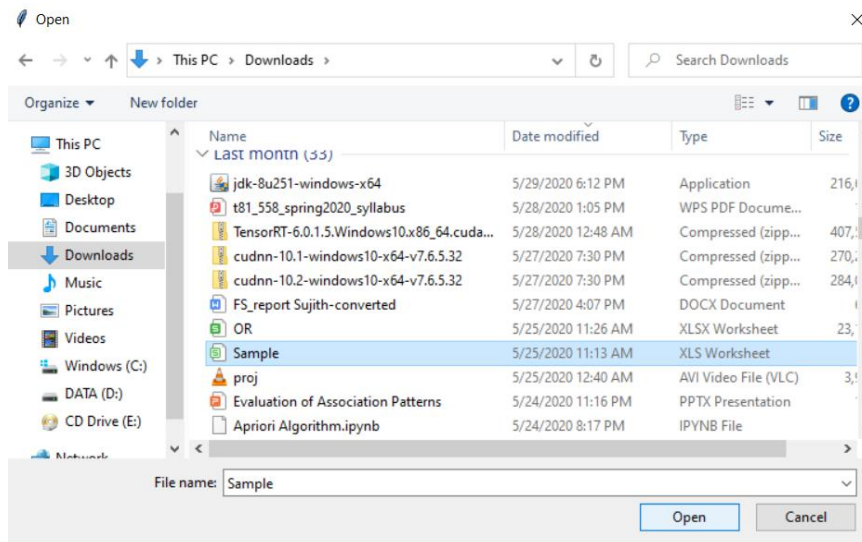 Open
This PC > Downloads >
Search Downloads
Organize
New folder
This PC
3D Objects
Desktop
Documents
Downloads
Music
Pictures
Videos
Windows (C:)
DATA (D:)
CD Drive (E:)
Network
Name Date modified Type Size
Last month (33)
jdk-8u251-windows-x64 5/29/2020 6:12 PM Application 216,
t81_558_spring2020_syllabus 5/28/2020 1:05 PM WPS PDF Docume...
TensorRT-6.0.1.5.Windows10.x86_64.cuda... 5/28/2020 12:48 AM Compressed (zipp... 407,
cudnn-10.1-windows10-x64-v7.6.5.32 5/27/2020 7:30 PM Compressed (zipp... 270,
cudnn-10.2-windows10-x64-v7.6.5.32 5/27/2020 7:30 PM Compressed (zipp... 284,
FS_report Sujith-converted 5/27/2020 4:07 PM DOCX Document
OR 5/25/2020 11:26 AM XLSX Worksheet 23,
Sample 5/25/2020 11:13 AM XLS Worksheet
proj 5/25/2020 12:40 AM AVI Video File (VLC) 3,
Evaluation of Association Patterns 5/24/2020 11:16 PM PPTX Presentation
Apriori Algorithm.ipynb 5/24/2020 8:17 PM IPYNB File
File name: Sample
Open Cancel